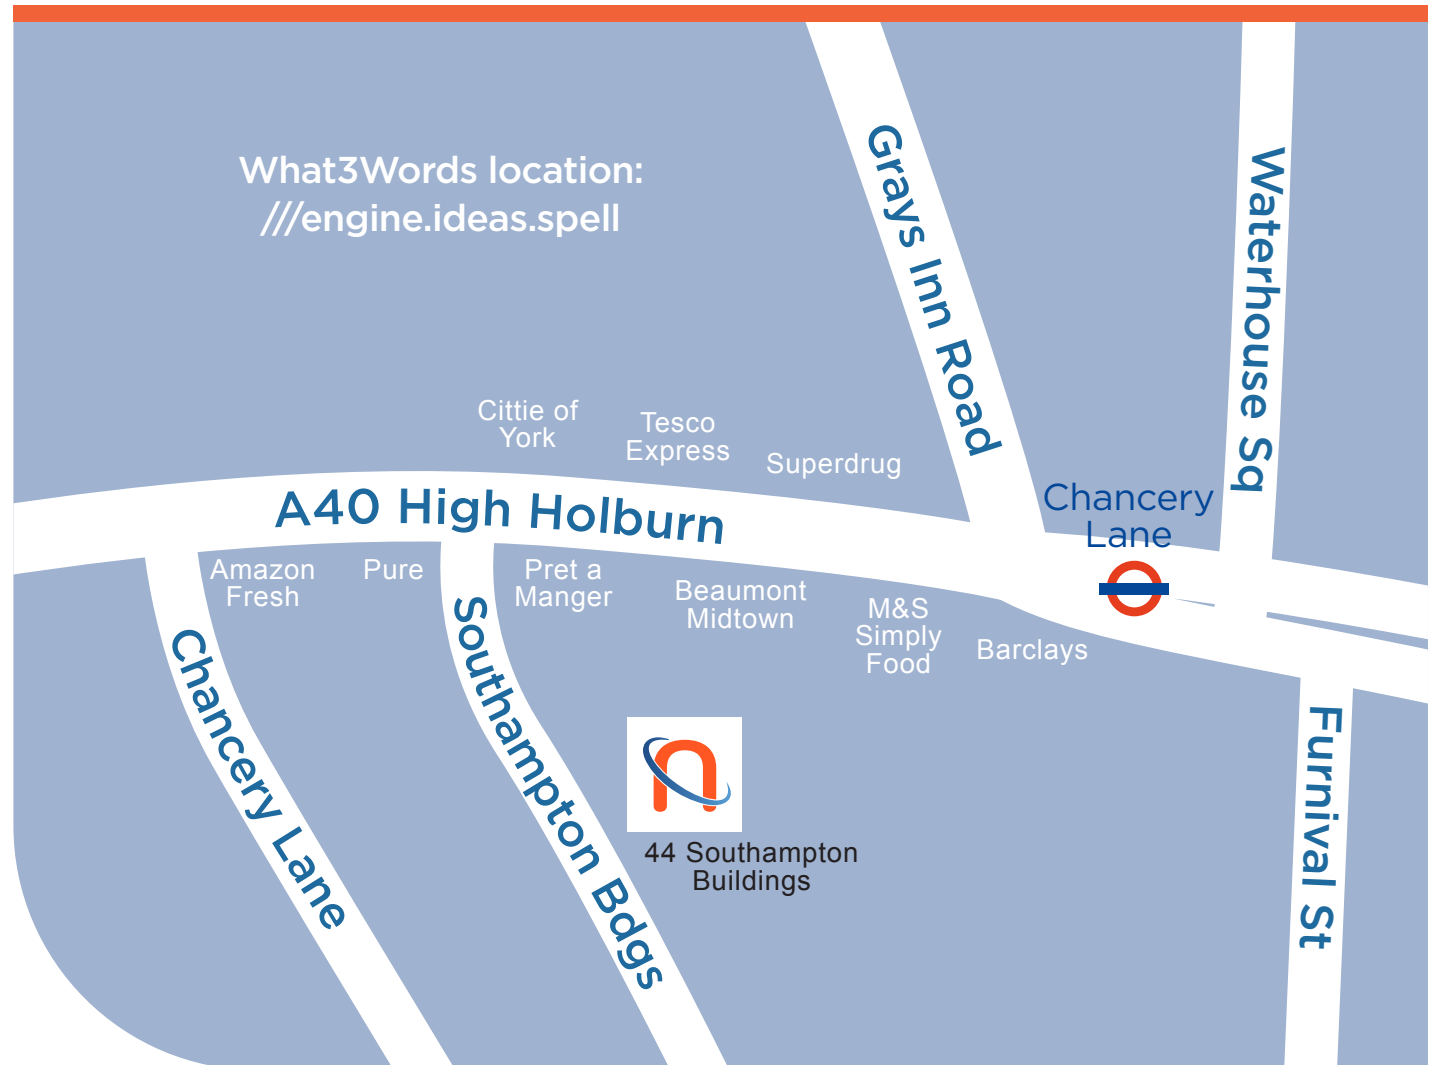 What3Words location:
///engine.ideas.spell
Grays Inn Road
Waterhouse Sq
Cittie of
York
Tesco
Express
Superdrug
A40 High Holburn
Chancery
Lane
Amazon
Fresh
Pure
Pret a
Manger
Beaumont
Midtown
M&S
Simply
Food
Barclays
Chancery Lane
Southampton Bdgs
44 Southampton
Buildings
Furnival St